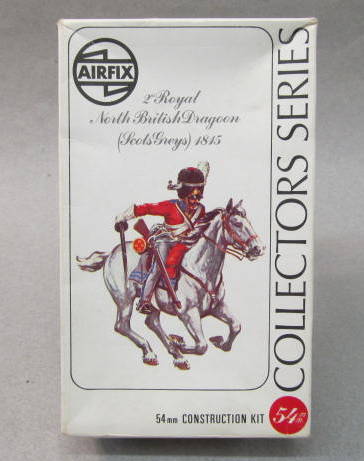 AIRFIX
2nd Royal
North British Dragoon
(Scots Greys) 1815
COLLECTORS SERIES
54mm CONSTRUCTION KIT
54mm